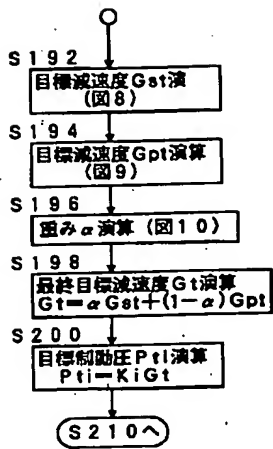 S192
目標減速度Gst演
(図8)
S194
目標減速度Gpt演算
(図9)
S196
重みα演算(図10)
S198
最終目標減速度Gt演算
Gt=αGst+(1-α)Gpt
S200
目標制動圧Pti演算
Pti=KiGt
S210へ